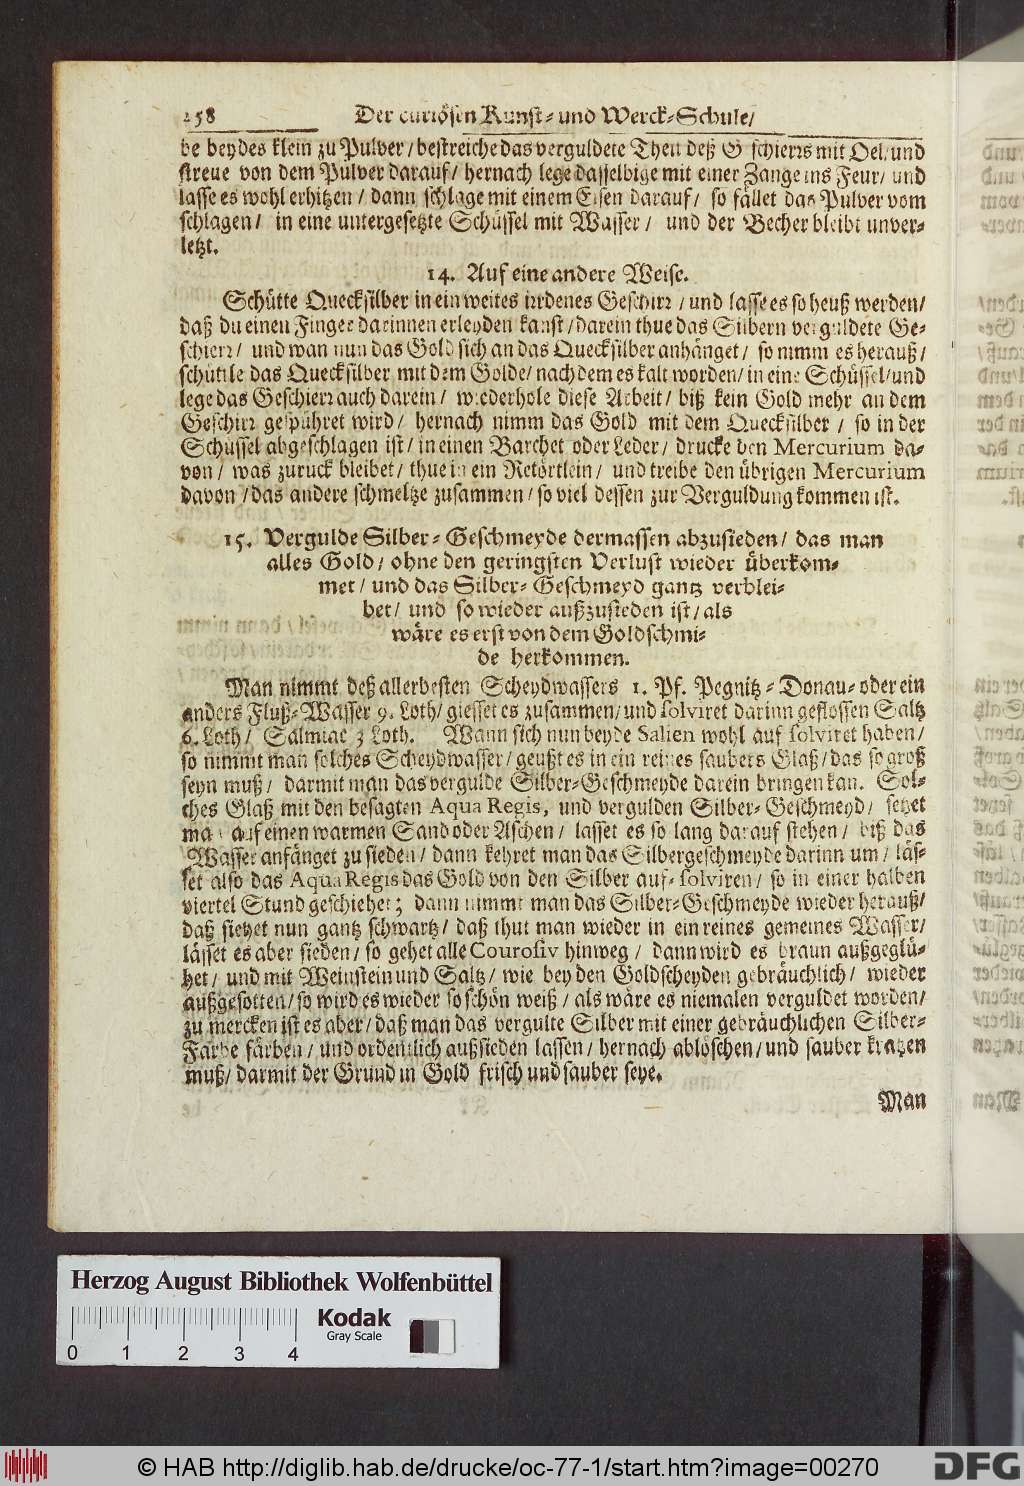 258 Der curiösen Kunst- und Werck-Schule/
be beydes klein zu Pulver/ bestreiche das verguldete Theil deß Geschierrs mit Oel/ und
streue von dem Pulver darauf/ hernach lege dasselbige mit einer Zange ins Feur/ und
lasse es wohl erhitzen/ dann schlage mit einem Eisen darauf/ so fället das Pulver vom
schlagen/ in eine untergesetzte Schüssel mit Wasser/ und der Becher bleibt unver-
letzt.
14. Auf eine andere Weise.
Schütte Quecksilber in ein weites irrdenes Geschirr/ und lasse es so heuß werden/
daß du einen Finger darinnen erleyden kanst/ darein thue das Silbern verguldete Ge-
schierr/ und wan nun das Gold sich an das Quecksilber anhänget/ so nimm es herauß/
schüttle das Quecksilber mit dem Golde/ nachdem es kalt worden/ in eine Schüssel/ und
lege das Geschierr auch darein/ wiederhole diese Arbeit/ biß kein Gold mehr an dem
Geschirr gespühret wird/ hernach nimm das Gold mit dem Quecksilber/ so in der
Schüssel abgeschlagen ist/ in einen Barchet oder Leder/ drucke den Mercurium da-
von/ was zuruck bleibet/ thue in ein Retörtlein/ und treibe den übrigen Mercurium
davon/ das andere schmeltze zusammen/ so viel dessen zur Verguldung kommen ist.
15. Vergulde Silber-Geschmeyde dermassen abzusieden/ das man
alles Gold/ ohne den geringsten Verlust wieder überkom-
met/ und das Silber-Geschmeyd gantz verblei-
bet/ und so wieder außzusieden ist/ als
wäre es erst von dem Goldschmi-
de herkommen.
Man nimmt deß allerbesten Scheydwassers 1. Pf. Pegnitz-Donau- oder ein
anders Fluß-Wasser 9. Loth/ giesset es zusammen/ und solviret darinn geflossen Saltz
6. Loth/ Salmiac 3 Loth. Wann sich nun beyde Salien wohl auf solviret haben/
so nimmt man solches Scheydwasser/ geußt es in ein reines saubers Glaß/ das so groß
seyn muß/ darmit man das vergulde Silber-Geschmeyde darein bringen kan. Sol-
ches Glaß mit den besagten Aqua Regis, und vergulden Silber-Geschmeyd/ setzet
man auf einen warmen Sand oder Aschen/ lasset es so lang darauf stehen/ biß das
Wasser anfänget zu sieden/ dann kehret man das Silbergeschmeyde darinn um/ läs-
set also das Aqua Regis das Gold von den Silber auf-solviren/ so in einer halben
viertel Stund geschiehet; dann nimmt man das Silber-Geschmeyde wieder herauß/
daß siehet nun gantz schwartz/ daß thut man wieder in ein reines gemeines Wasser/
lässet es aber sieden/ so gehet alle Courosiv hinweg/ dann wird es braun außgeglü-
het/ und mit Weinstein und Saltz/ wie bey den Goldscheyden gebräuchlich/ wieder
außgesotten/ so wird es wieder so schön weiß/ als wäre es niemalen verguldet worden/
zu mercken ist es aber/ daß man das vergulte Silber mit einer gebräuchlichen Silber-
Farbe färben/ und ordentlich außsieden lassen/ hernach ablöschen/ und sauber kratzen
muß/ darmit der Grund in Gold frisch und sauber seye.
Man
Herzog August Bibliothek Wolfenbüttel
Kodak
Gray Scale
0 1 2 3 4
© HAB http://diglib.hab.de/drucke/oc-77-1/start.htm?image=00270
DFG